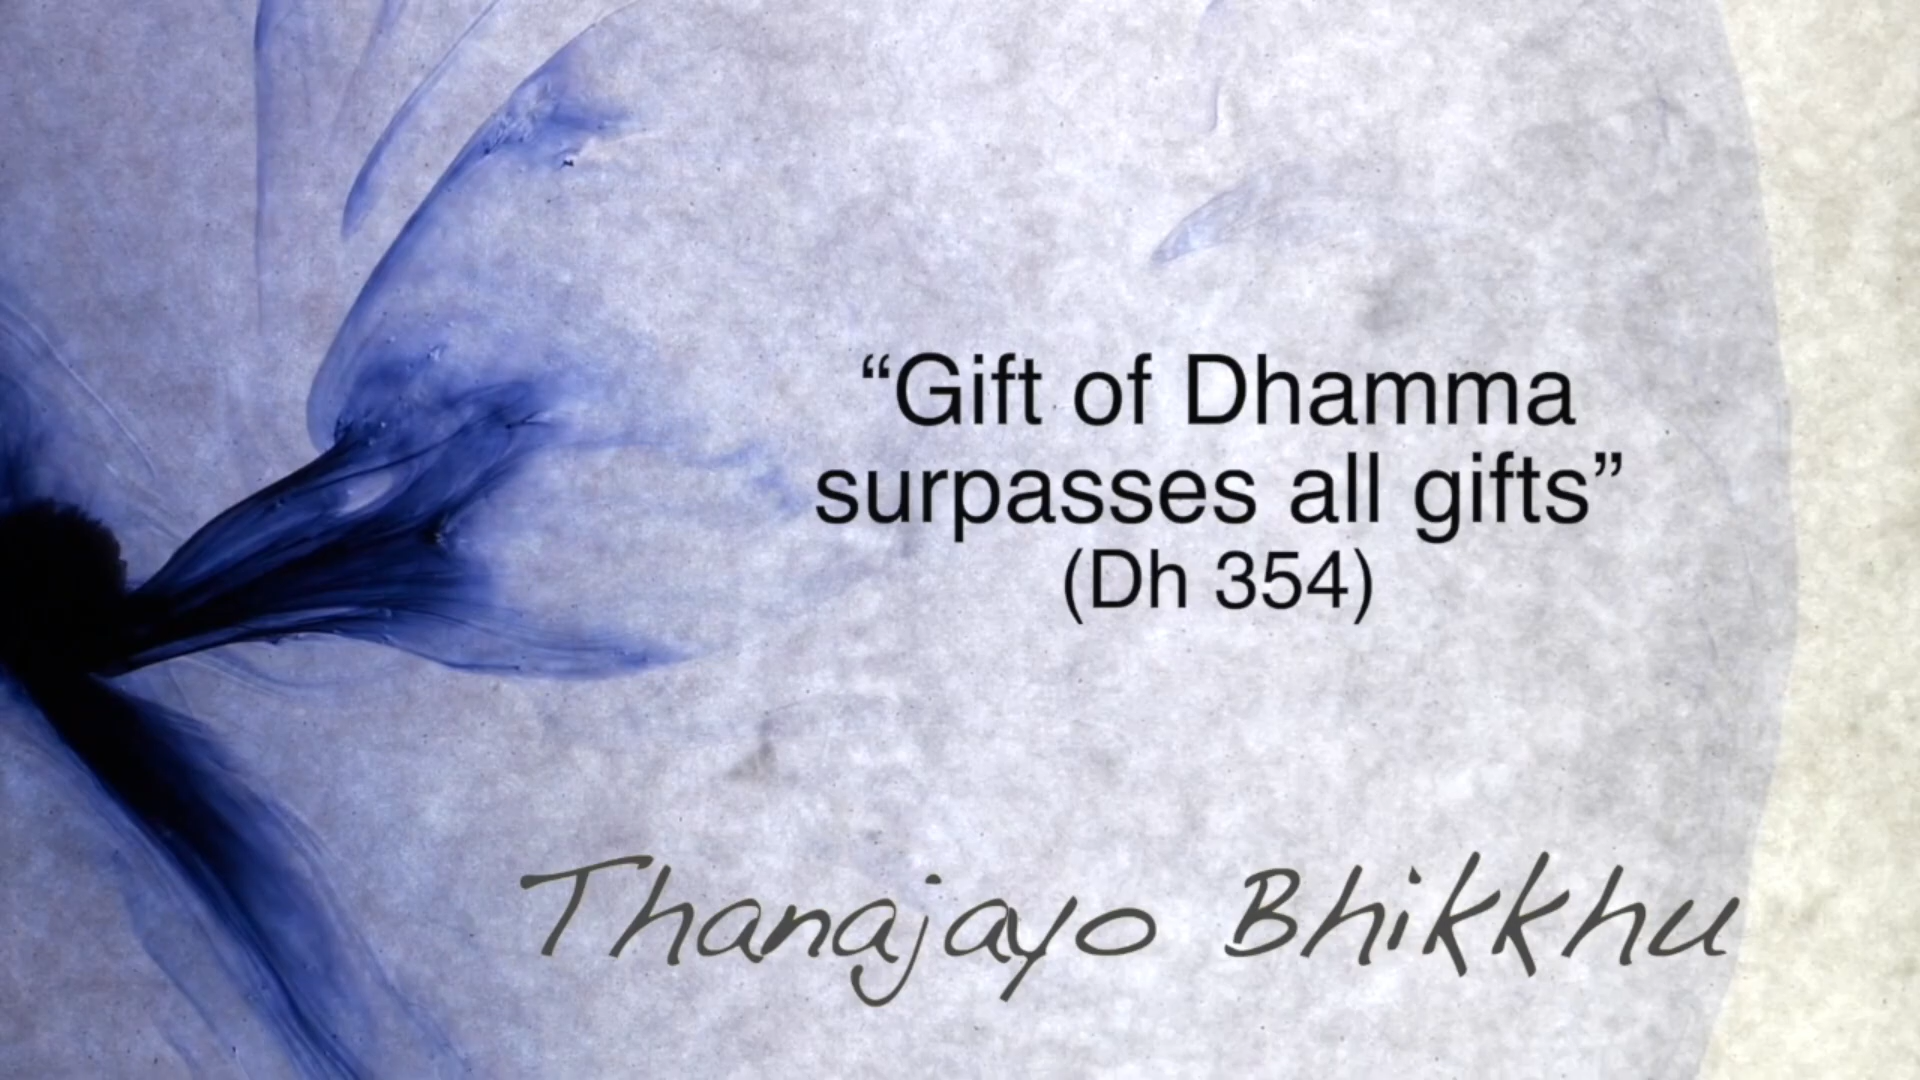 “Gift of Dhamma
surpasses all gifts”
(Dh 354)
Thanajayo Bhikkhu